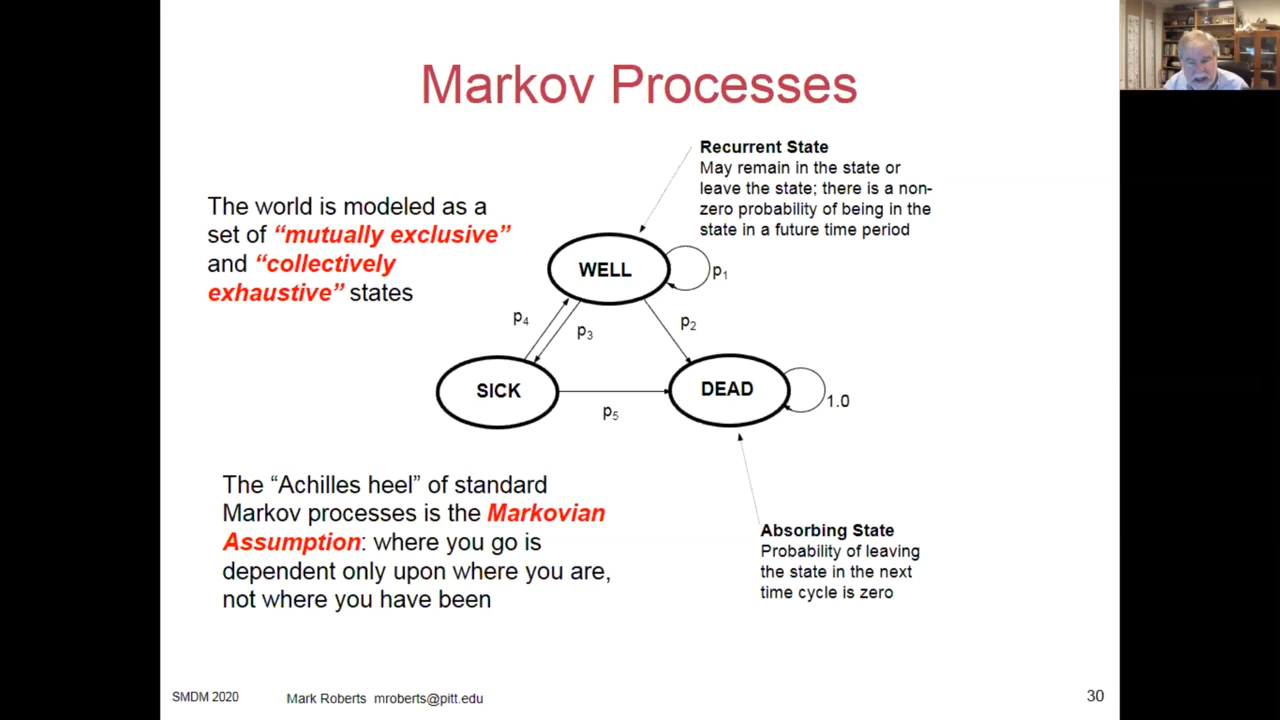 Markov Processes
The world is modeled as a
set of “mutually exclusive”
and “collectively
exhaustive” states
Recurrent State
May remain in the state or
leave the state; there is a non-
zero probability of being in the
state in a future time period
WELL
p1
p4
p3
p2
SICK
DEAD
p5
1.0
The “Achilles heel” of standard
Markov processes is the Markovian
Assumption: where you go is
dependent only upon where you are,
not where you have been
Absorbing State
Probability of leaving
the state in the next
time cycle is zero
SMDM 2020
Mark Roberts mroberts@pitt.edu
30